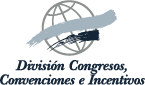 División Congresos,
Convenciones e Incentivos